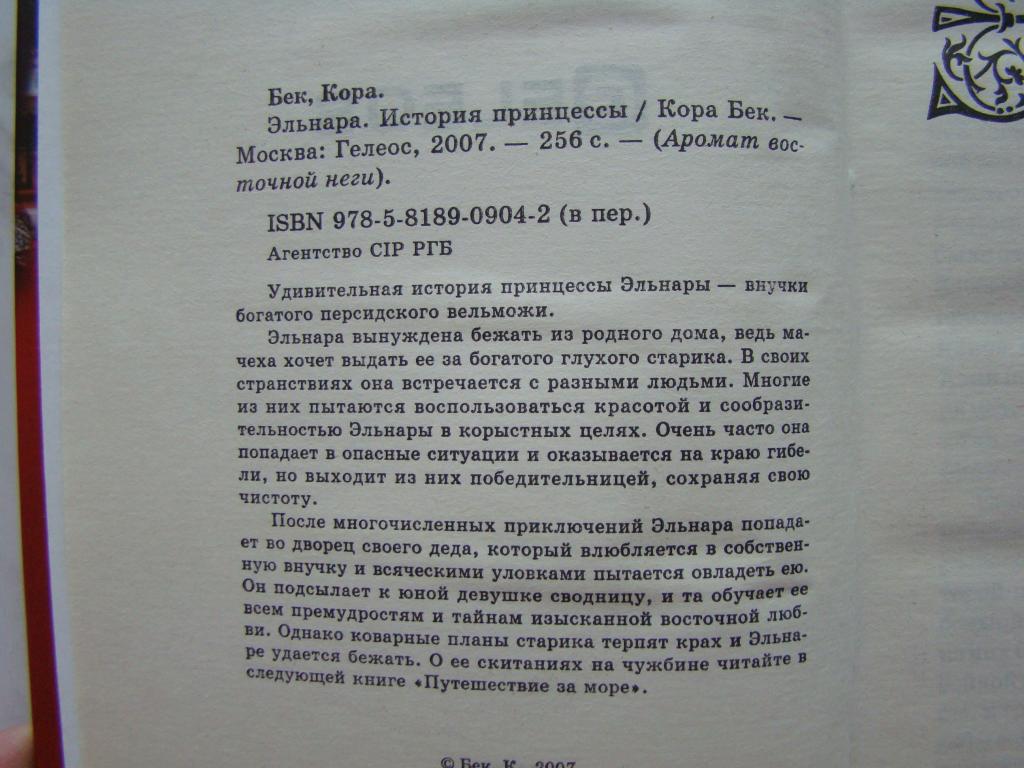 Бек, Кора.
Эльнара. История принцессы / Кора Бек. —
Москва: Гелеос, 2007. — 256 с. — (Аромат вос-
точной неги).
ISBN 978-5-8189-0904-2 (в пер.)
Агентство CIP РГБ
Удивительная история принцессы Эльнары — внучки
богатого персидского вельможи.
Эльнара вынуждена бежать из родного дома, ведь ма-
чеха хочет выдать ее за богатого глухого старика. В своих
странствиях она встречается с разными людьми. Многие
из них пытаются воспользоваться красотой и сообрази-
тельностью Эльнары в корыстных целях. Очень часто она
попадает в опасные ситуации и оказывается на краю гибе-
ли, но выходит из них победительницей, сохраняя свою
чистоту.
После многочисленных приключений Эльнара попада-
ет во дворец своего деда, который влюбляется в собствен-
ную внучку и всяческими уловками пытается овладеть ею.
Он подсылает к юной девушке сводницу, и та обучает ее
всем премудростям и тайнам изысканной восточной люб-
ви. Однако коварные планы старика терпят крах и Эльна-
ре удается бежать. О ее скитаниях на чужбине читайте в
следующей книге «Путешествие за море».
© Бек, К., 2007